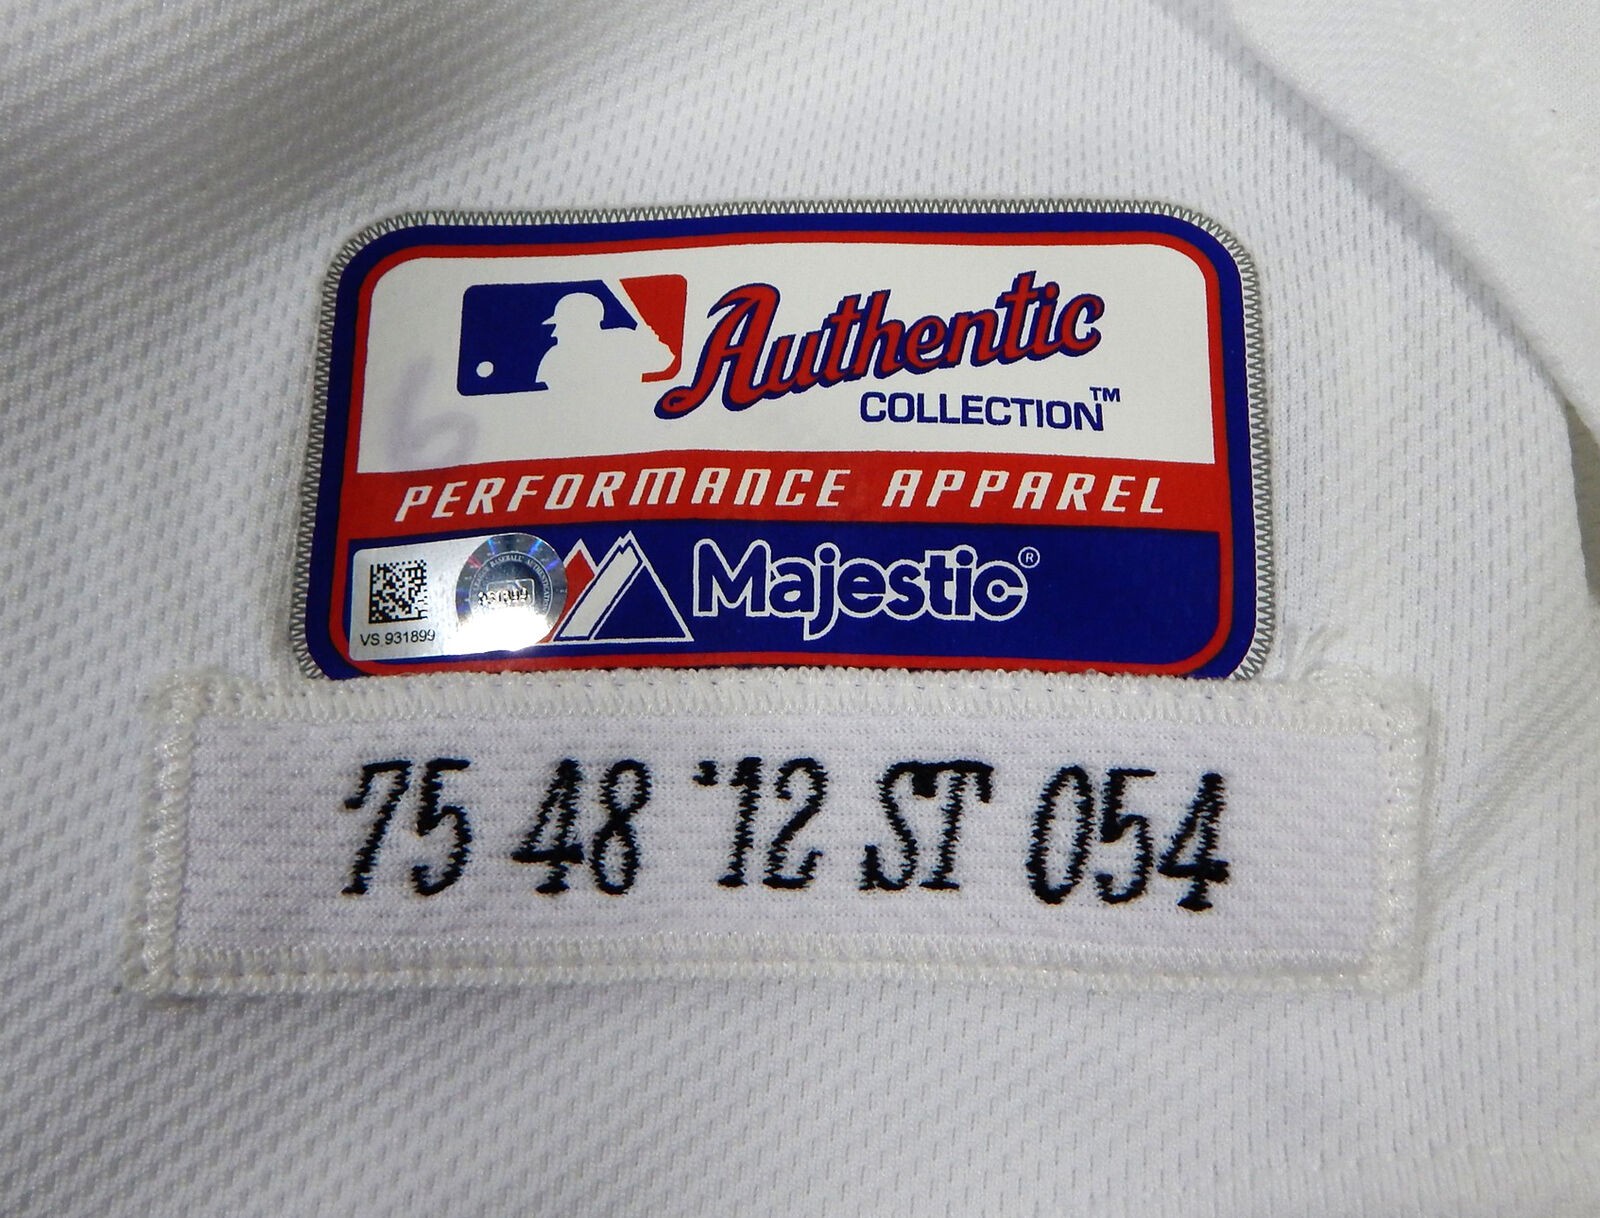 Authentic
COLLECTION™
PERFORMANCE APPAREL
Majestic®
VS 931899
75 48 '12 ST 054